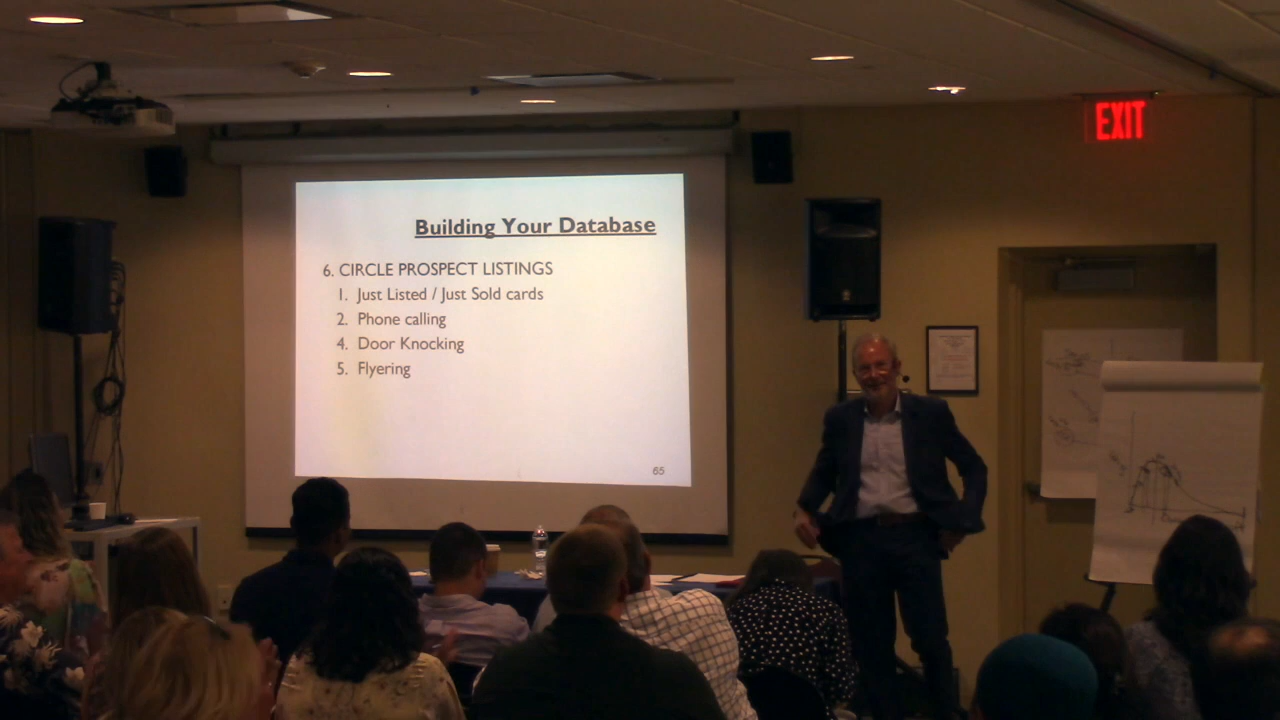 EXIT
Building Your Database
6. CIRCLE PROSPECT LISTINGS
1. Just Listed / Just Sold cards
2. Phone calling
4. Door Knocking
5. Flyering
65